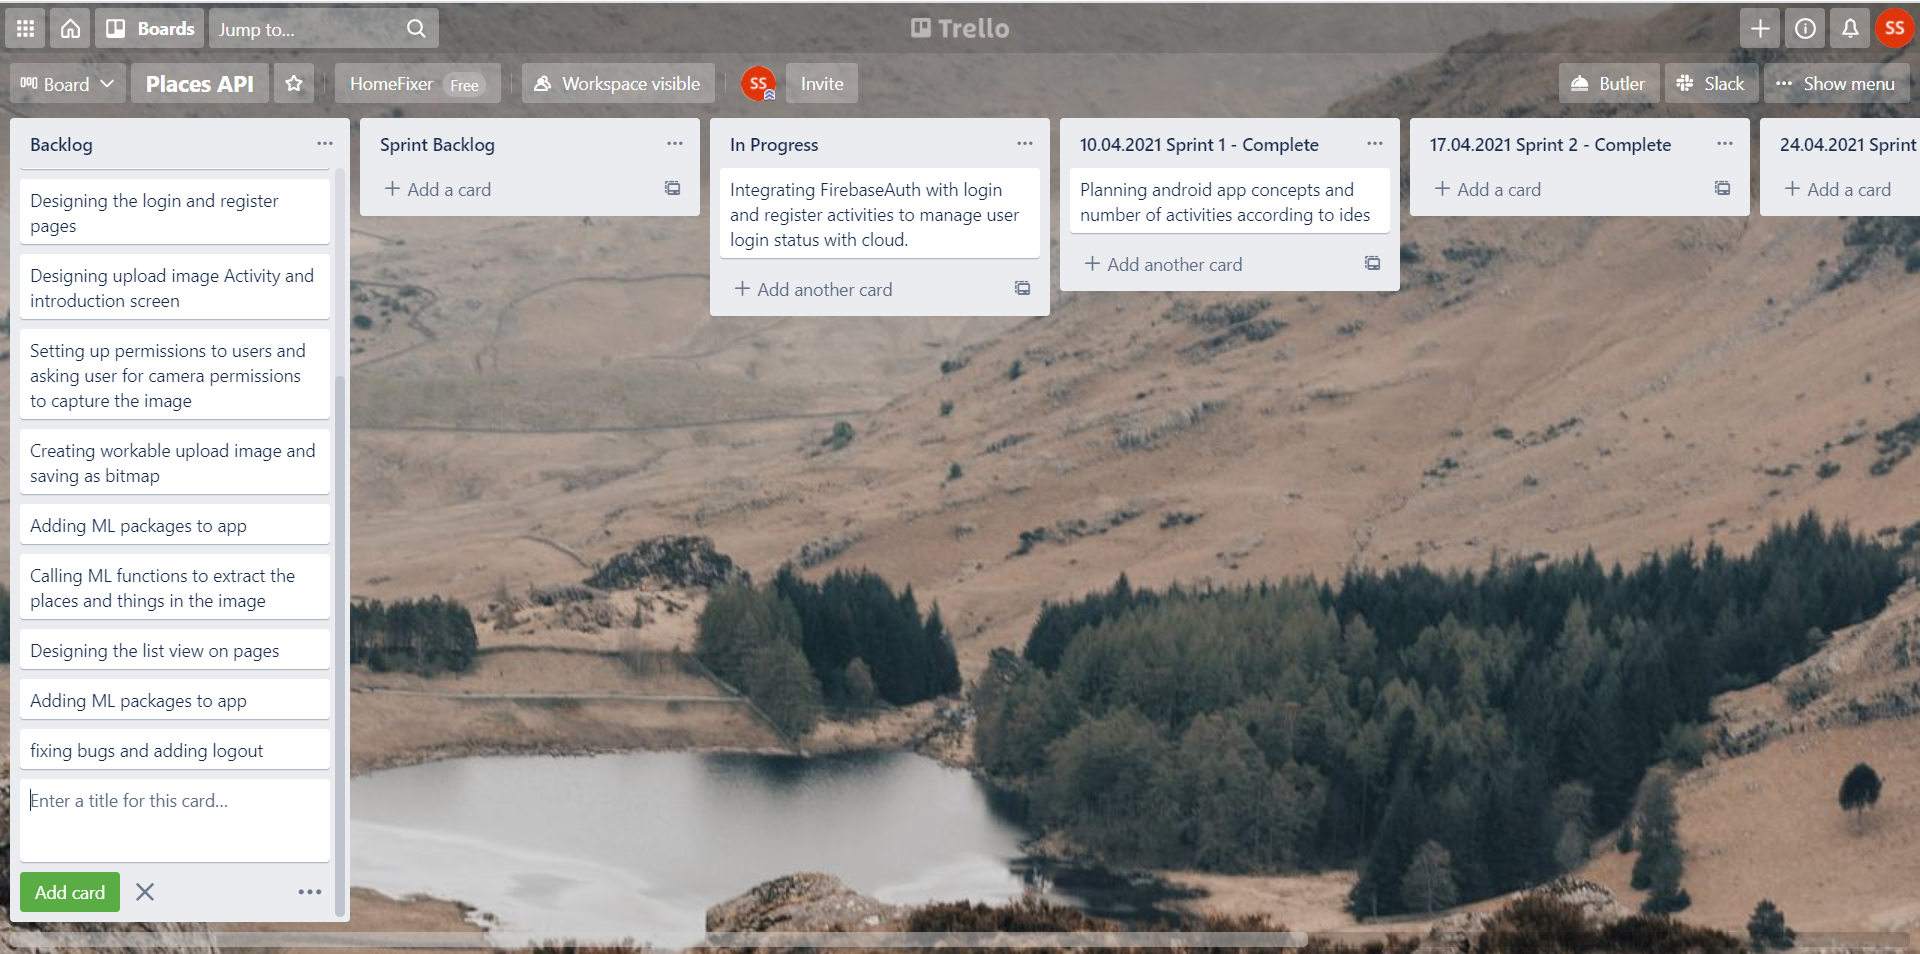 Boards
Jump to...
Trello
SS
Board
Places API
HomeFixer Free
Workspace visible
SS
Invite
Butler
Slack
Show menu
Backlog
Designing the login and register
pages
Designing upload image Activity and
introduction screen
Setting up permissions to users and
asking user for camera permissions
to capture the image
Creating workable upload image and
saving as bitmap
Adding ML packages to app
Calling ML functions to extract the
places and things in the image
Designing the list view on pages
Adding ML packages to app
fixing bugs and adding logout
Enter a title for this card...
Add card
Sprint Backlog
Add a card
In Progress
Integrating FirebaseAuth with login
and register activities to manage user
login status with cloud.
Add another card
10.04.2021 Sprint 1 - Complete
Planning android app concepts and
number of activities according to ides
Add another card
17.04.2021 Sprint 2 - Complete
Add a card
24.04.2021 Sprint
Add a card